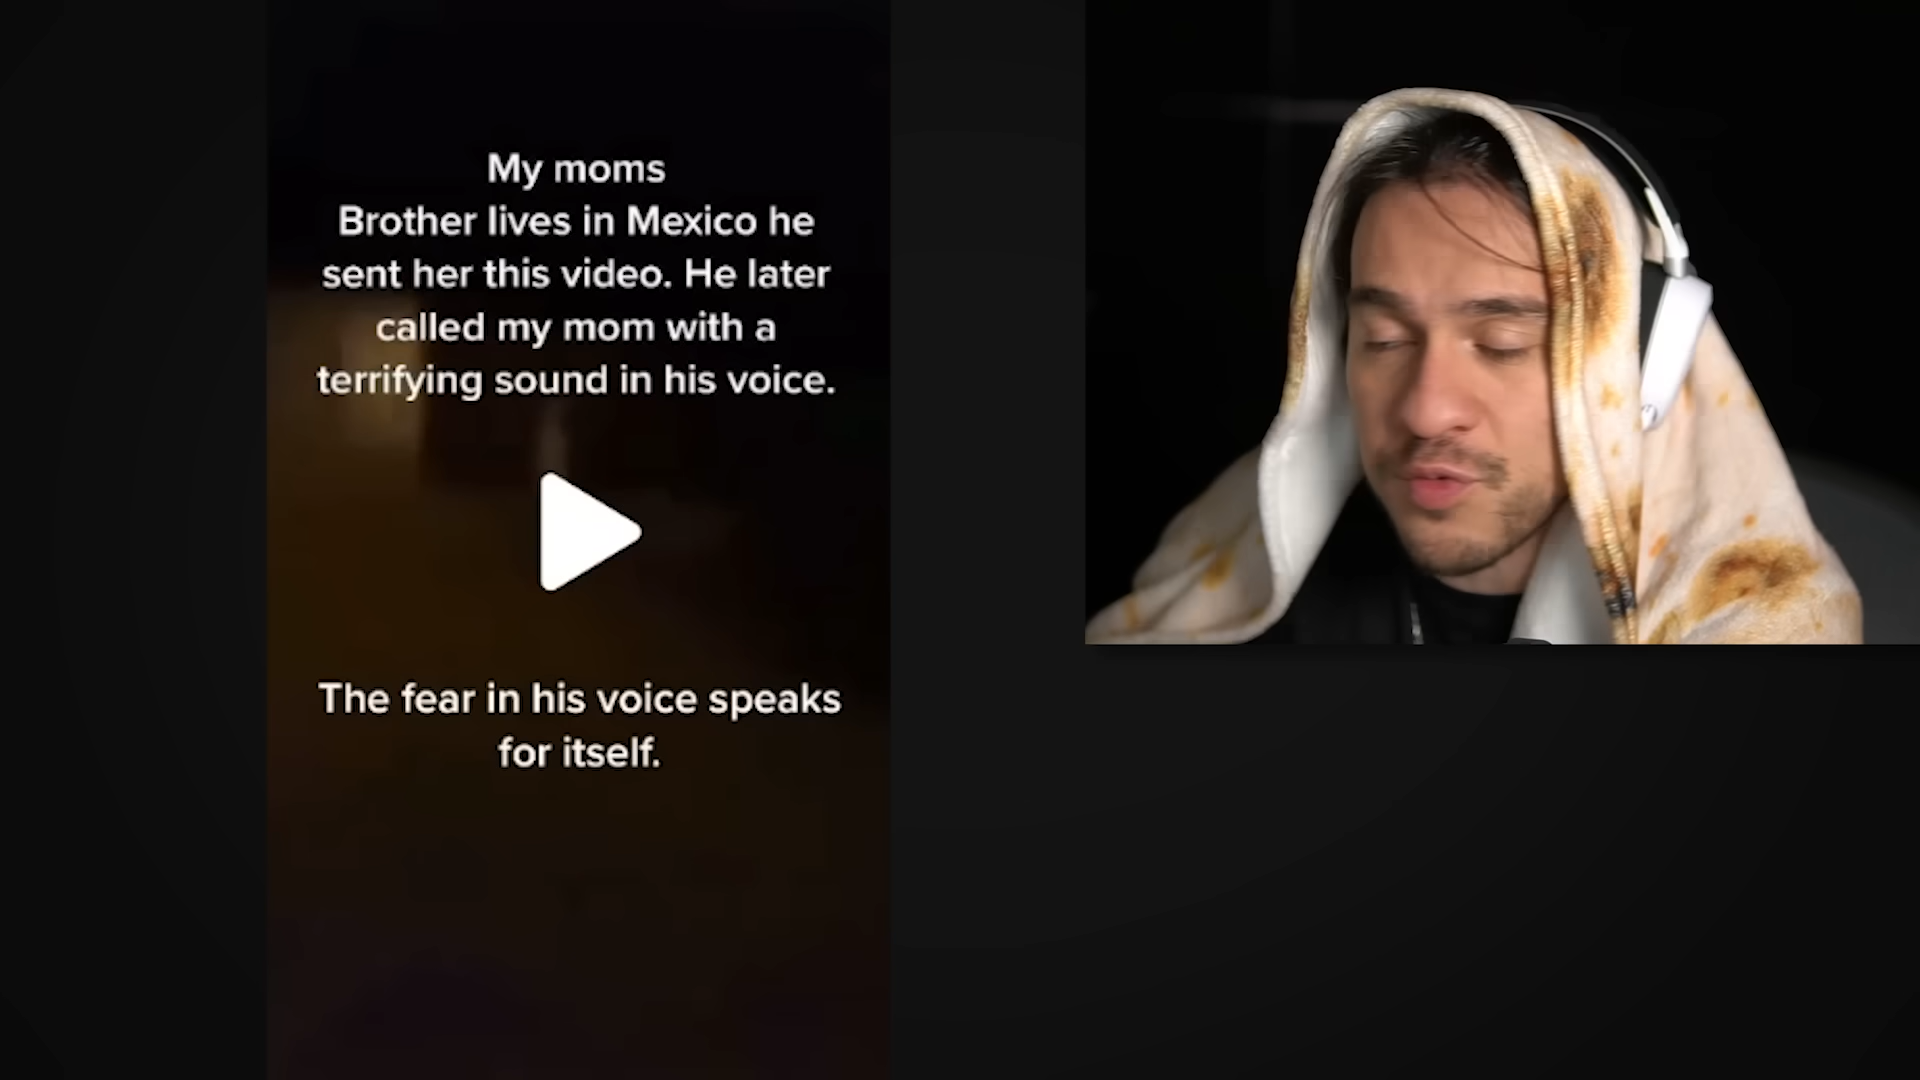 My moms
Brother lives in Mexico he
sent her this video. He later
called my mom with a
terrifying sound in his voice.
The fear in his voice speaks
for itself.